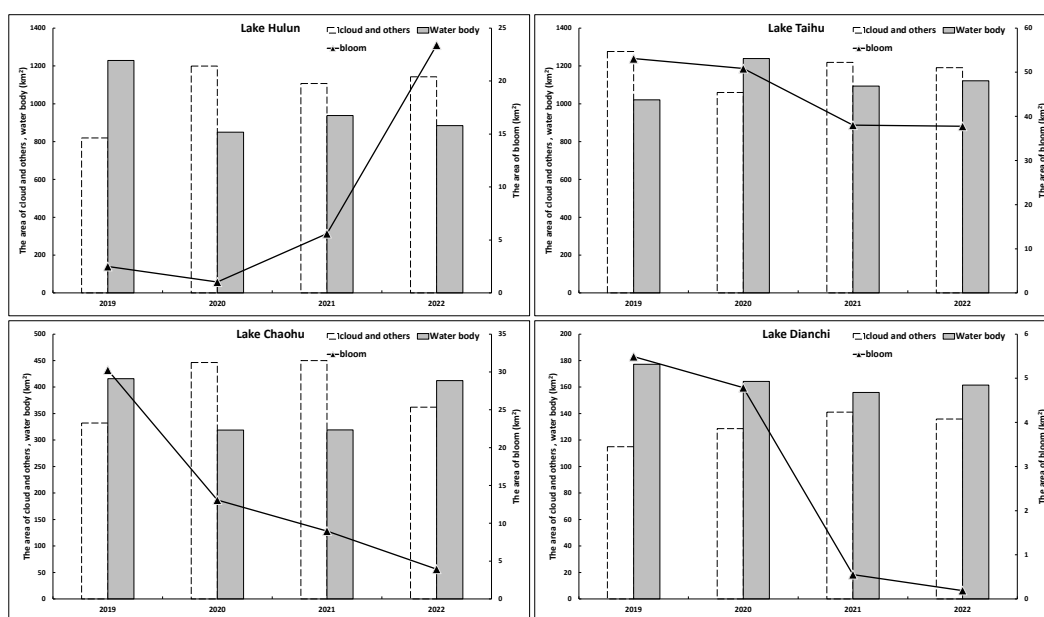 Lake Hulun
cloud and others
Water body
bloom
The area of cloud and others , water body (km²)
1400
1200
1000
800
600
400
200
0
25
20
15
10
5
0
The area of bloom (km²)
2019 2020 2021 2022
Lake Taihu
cloud and others
Water body
bloom
The area of cloud and others , water body (km²)
1400
1200
1000
800
600
400
200
0
60
50
40
30
20
10
0
The area of bloom (km²)
2019 2020 2021 2022
Lake Chaohu
cloud and others
Water body
bloom
The area of cloud and others , water body (km²)
500
450
400
350
300
250
200
150
100
50
0
35
30
25
20
15
10
5
0
The area of bloom (km²)
2019 2020 2021 2022
Lake Dianchi
cloud and others
Water body
bloom
The area of cloud and others , water body (km²)
200
180
160
140
120
100
80
60
40
20
0
6
5
4
3
2
1
0
The area of bloom (km²)
2019 2020 2021 2022